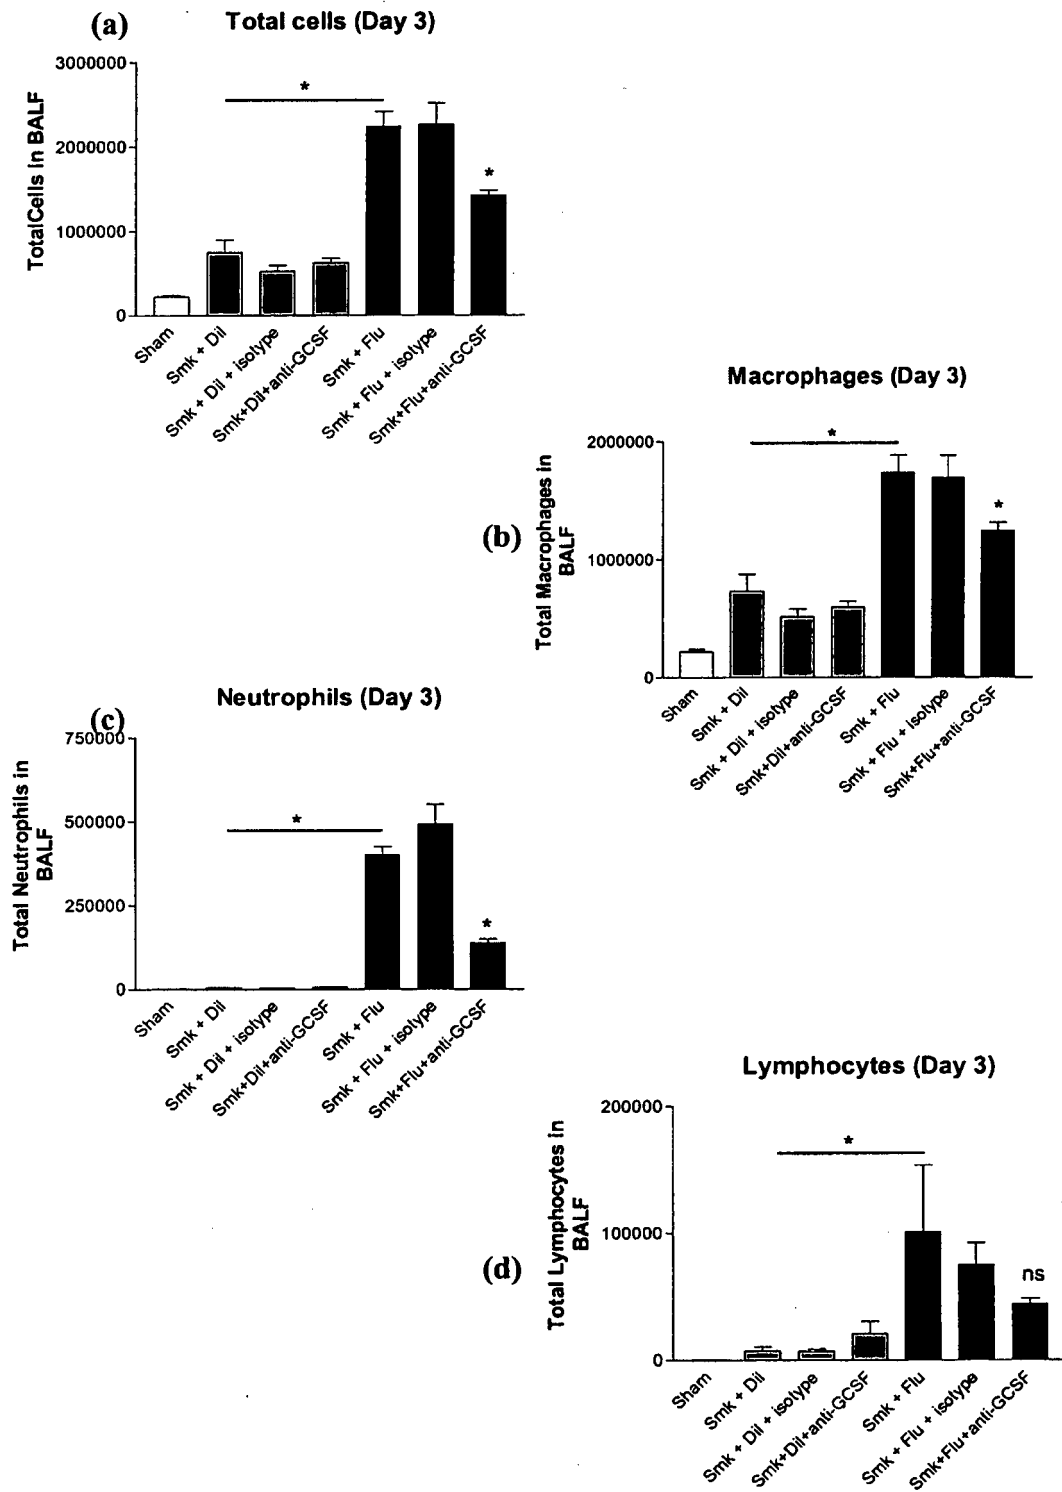 (a)
Total cells (Day 3)
TotalCells in BALF
3000000
2000000
1000000
0
*
*
Sham
Smk + Dil
Smk + Dil + isotype
Smk+Dil+anti-GCSF
Smk + Flu
Smk + Flu + isotype
Smk+Flu+anti-GCSF
(b)
Macrophages (Day 3)
Total Macrophages in
BALF
2000000
1000000
0
*
*
Sham
Smk + Dil
Smk + Dil + isotype
Smk+Dil+anti-GCSF
Smk + Flu
Smk + Flu + isotype
Smk+Flu+anti-GCSF
(c)
Neutrophils (Day 3)
Total Neutrophils in
BALF
750000
500000
250000
0
*
*
Sham
Smk + Dil
Smk + Dil + isotype
Smk+Dil+anti-GCSF
Smk + Flu
Smk + Flu + isotype
Smk+Flu+anti-GCSF
(d)
Lymphocytes (Day 3)
Total Lymphocytes in
BALF
200000
100000
0
*
ns
Sham
Smk + Dil
Smk + Dil + isotype
Smk+Dil+anti-GCSF
Smk + Flu
Smk + Flu + isotype
Smk+Flu+anti-GCSF